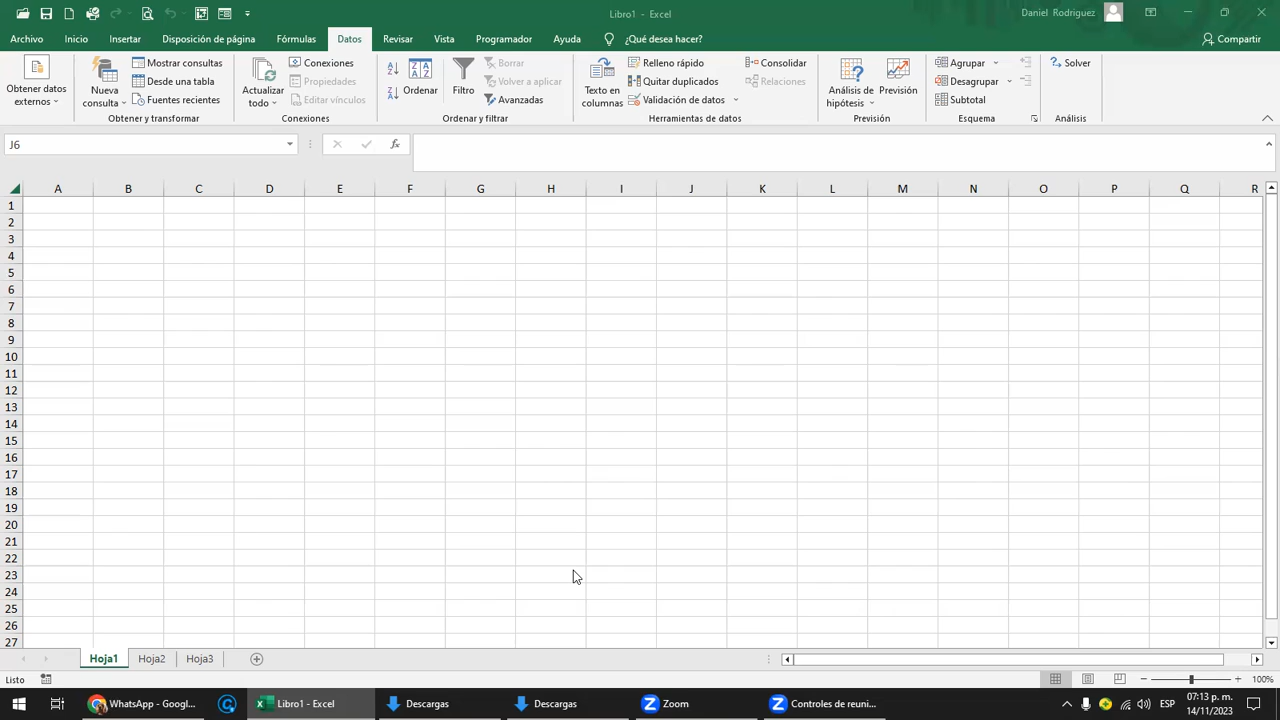 Libro1 - Excel
Daniel Rodriguez
Archivo Inicio Insertar Disposición de página Fórmulas Datos Revisar Vista Programador Ayuda ¿Qué desea hacer? Compartir
Obtener datos externos
Nueva consulta
Mostrar consultas
Desde una tabla
Fuentes recientes
Obtener y transformar
Actualizar todo
Conexiones
Propiedades
Editar vínculos
Conexiones
Ordenar
Filtro
Borrar
Volver a aplicar
Avanzadas
Ordenar y filtrar
Texto en columnas
Relleno rápido
Quitar duplicados
Validación de datos
Consolidar
Relaciones
Herramientas de datos
Análisis de hipótesis
Previsión
Previsión
Agrupar
Desagrupar
Subtotal
Esquema
Solver
Análisis
J6
fx
A B C D E F G H I J K L M N O P Q R
1
2
3
4
5
6
7
8
9
10
11
12
13
14
15
16
17
18
19
20
21
22
23
24
25
26
27
Hoja1 Hoja2 Hoja3
Listo
100%
WhatsApp - Google... Libro1 - Excel Descargas Descargas Zoom Controles de reuni... ESP
07:13 p. m.
14/11/2023